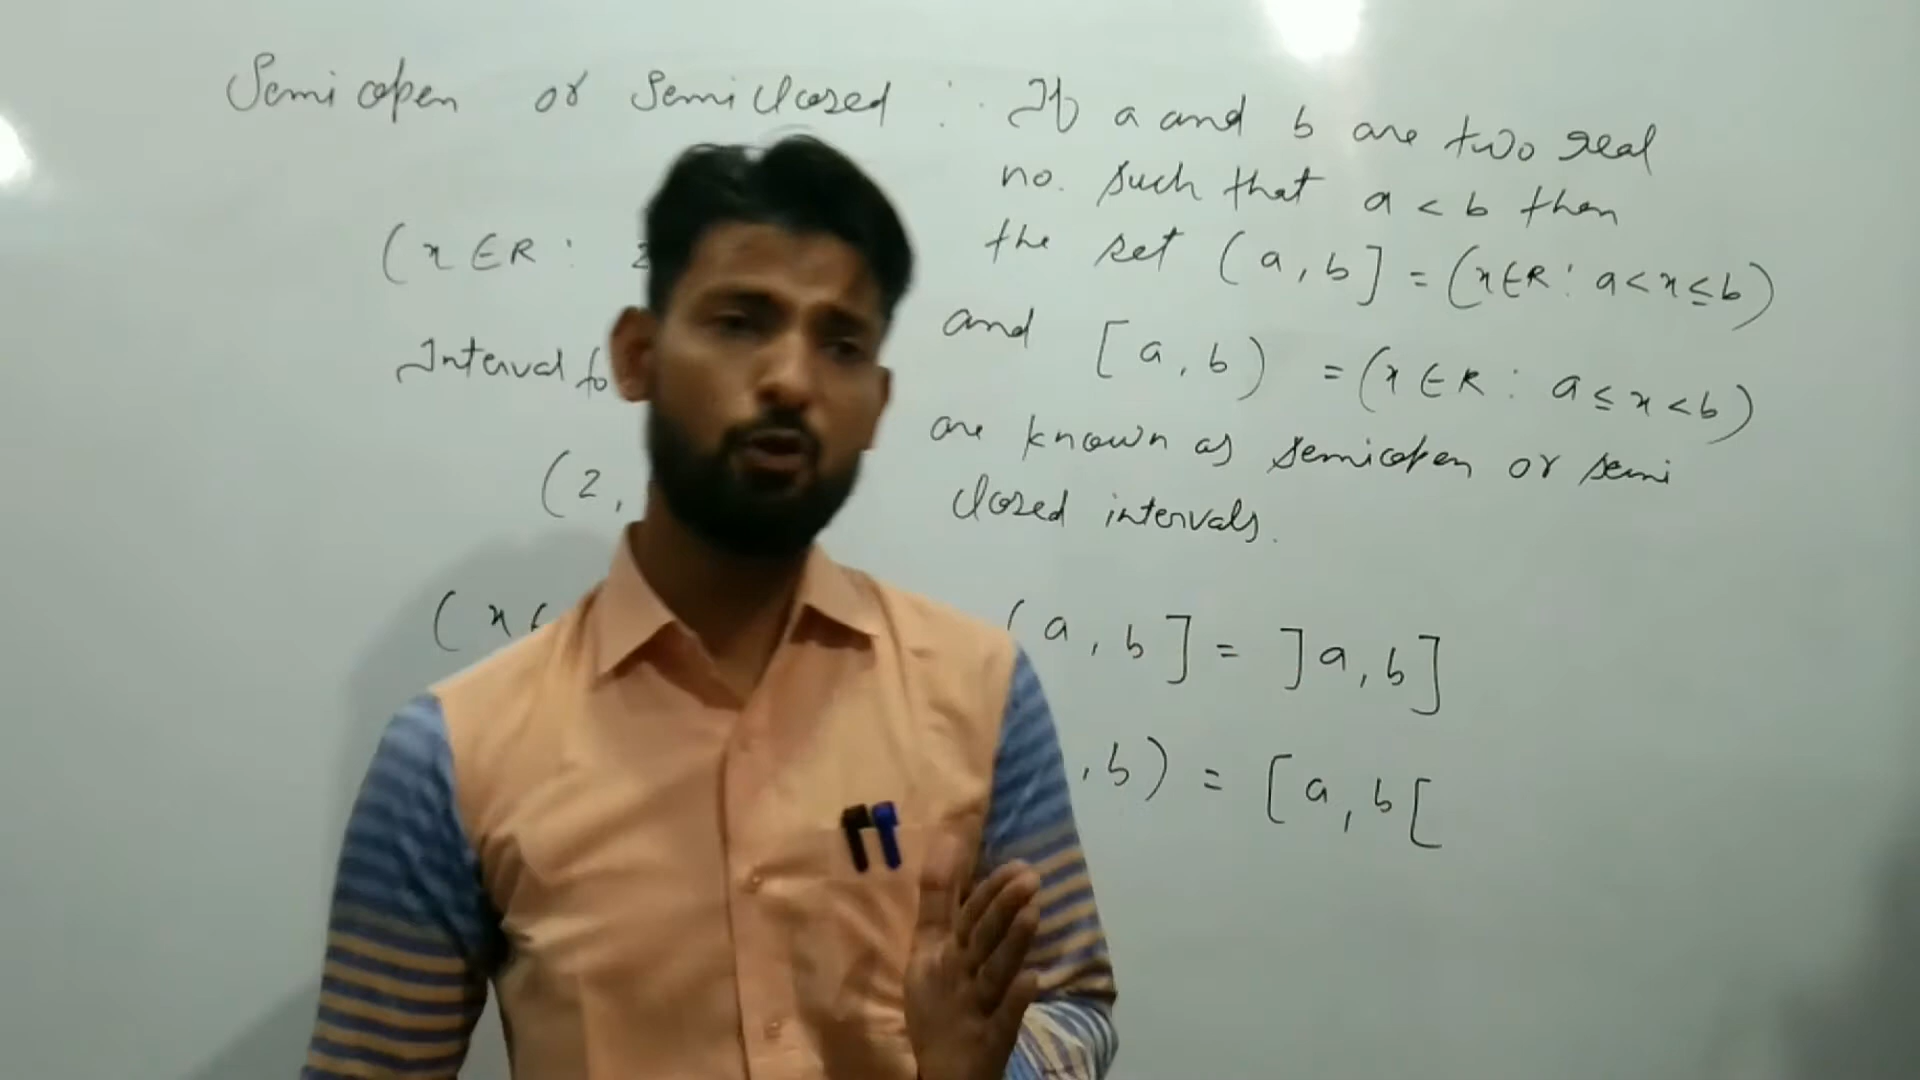 Semi open or Semi closed : If a and b are two real
no. such that a < b then
the set (a, b] = (x∈R : a<x≤b)
and [a, b) = (x∈R : a≤x<b)
are known as semiopen or semi
closed intervals.
(a, b] = ]a, b]
, b) = [a, b[
(x∈R : 2
Interval fo
(2,
(x∈